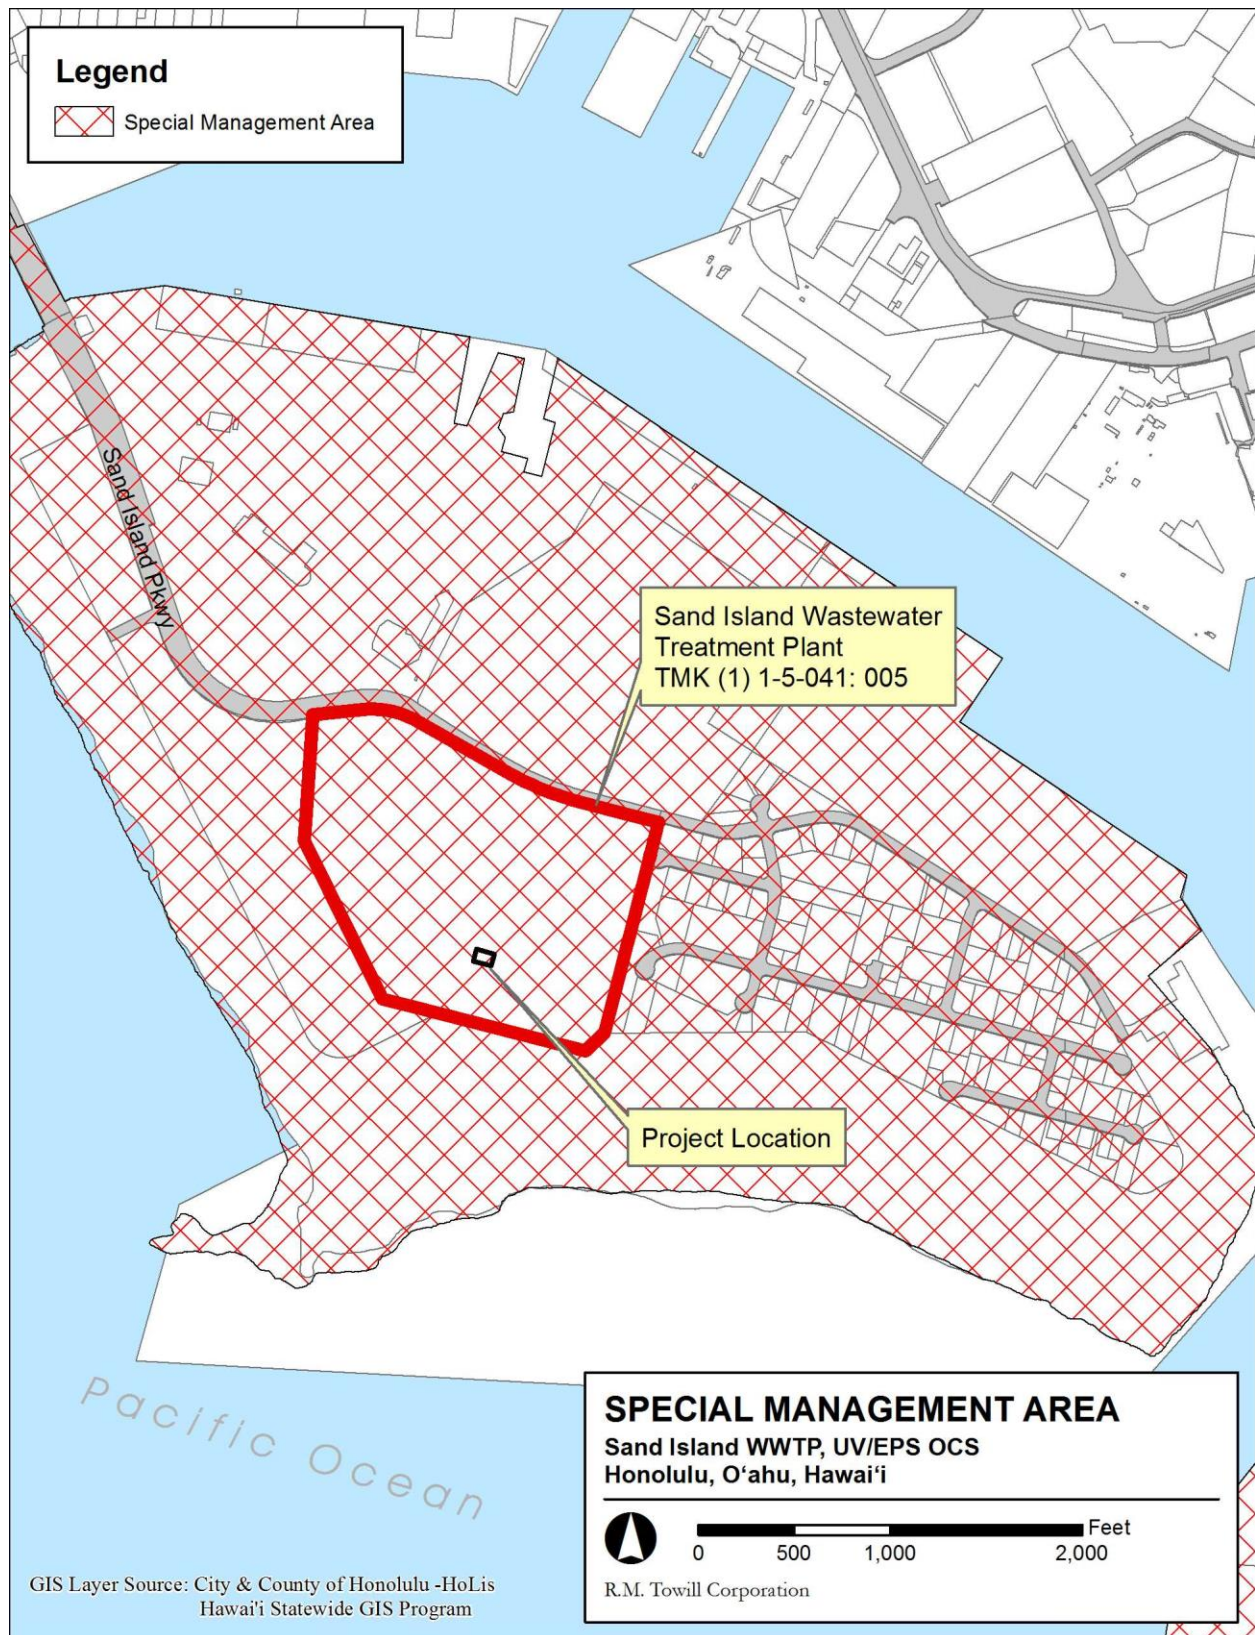 Legend
Special Management Area
Sand Island Pkwy
Sand Island Wastewater
Treatment Plant
TMK (1) 1-5-041: 005
Project Location
Pacific Ocean
SPECIAL MANAGEMENT AREA
Sand Island WWTP, UV/EPS OCS
Honolulu, Oʻahu, Hawaiʻi
Feet
0 500 1,000 2,000
R.M. Towill Corporation
GIS Layer Source: City & County of Honolulu -HoLis
Hawai'i Statewide GIS Program